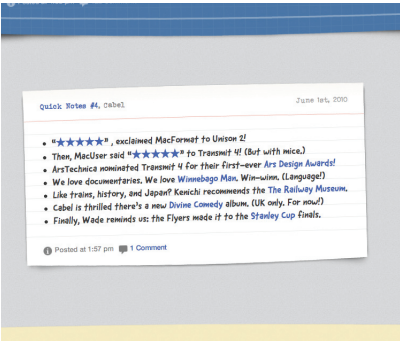 Quick Notes #4, Cabel
June 1st, 2010
• "★★★★★" , exclaimed MacFormat to Unison 2!
• Then, MacUser said "★★★★★" to Transmit 4! (But with mice.)
• ArsTechnica nominated Transmit 4 for their first-ever Ars Design Awards!
• We love documentaries. We love Winnebago Man. Win-winn. (Language!)
• Like trains, history, and Japan? Kenichi recommends the The Railway Museum.
• Cabel is thrilled there's a new Divine Comedy album. (UK only. For now!)
• Finally, Wade reminds us: the Flyers made it to the Stanley Cup finals.
Posted at 1:57 pm 1 Comment